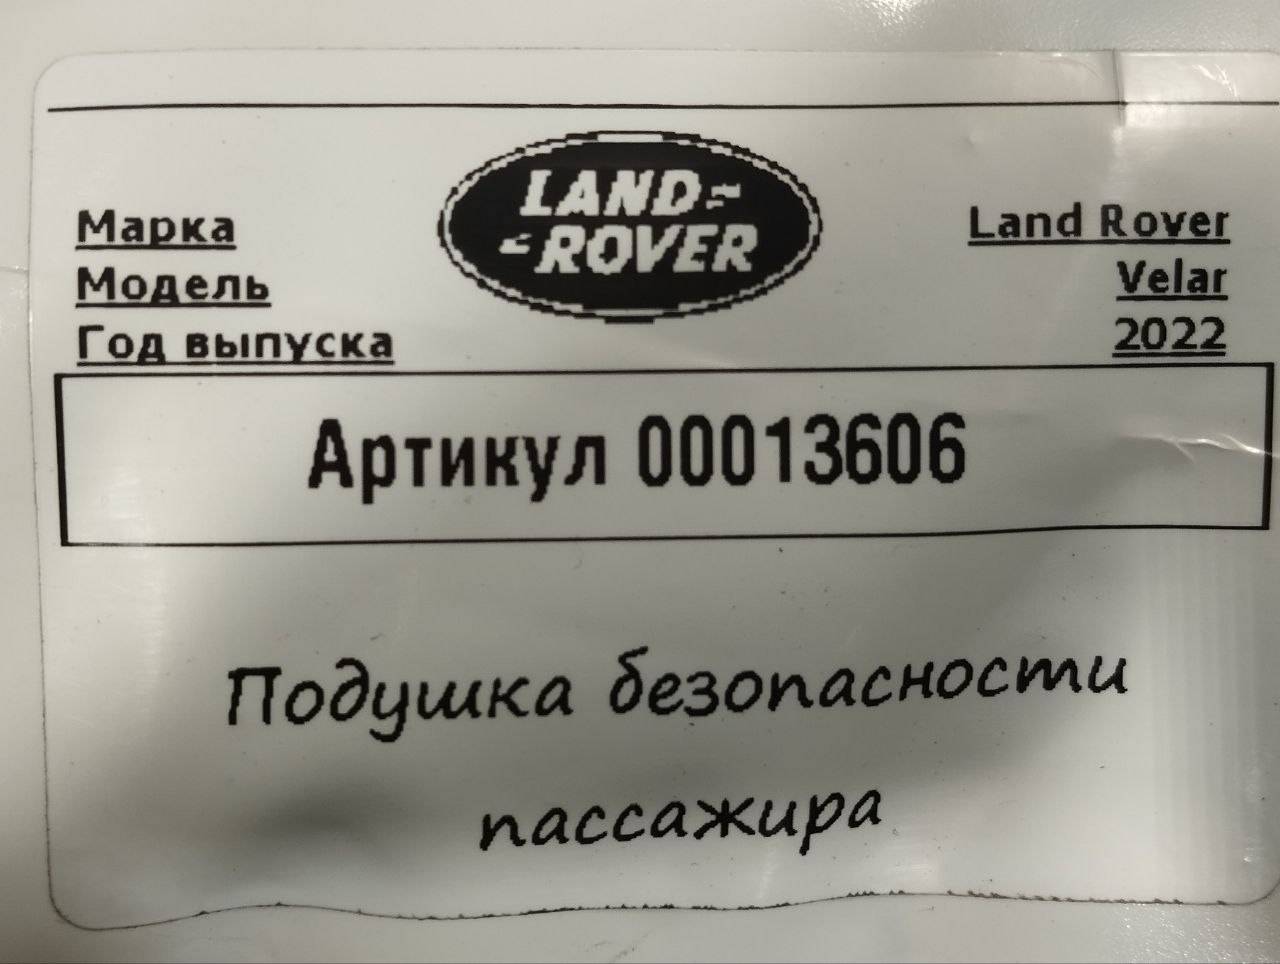 LAND
ROVER
Марка Land Rover
Модель Velar
Год выпуска 2022
Артикул 00013606
Подушка безопасности
пассажира